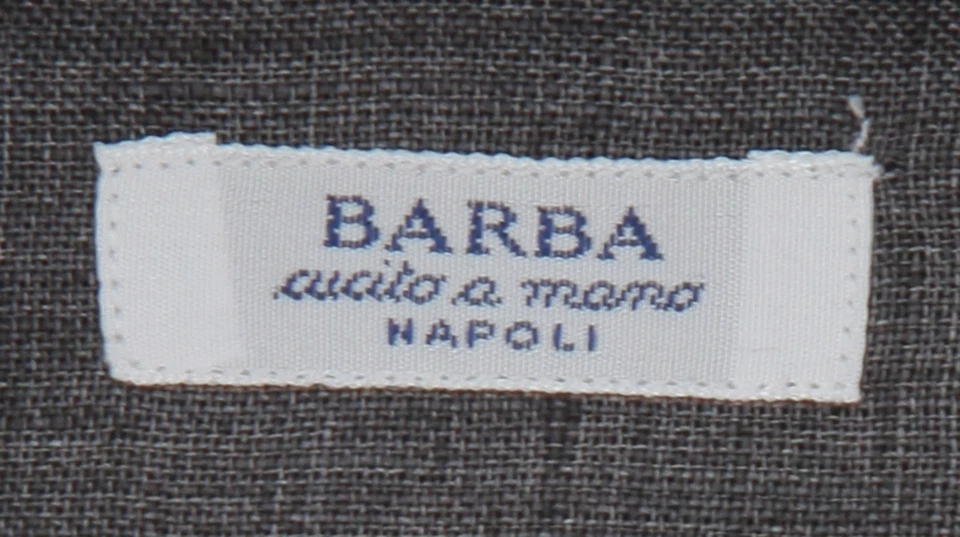 BARBA
cucito a mano
NAPOLI